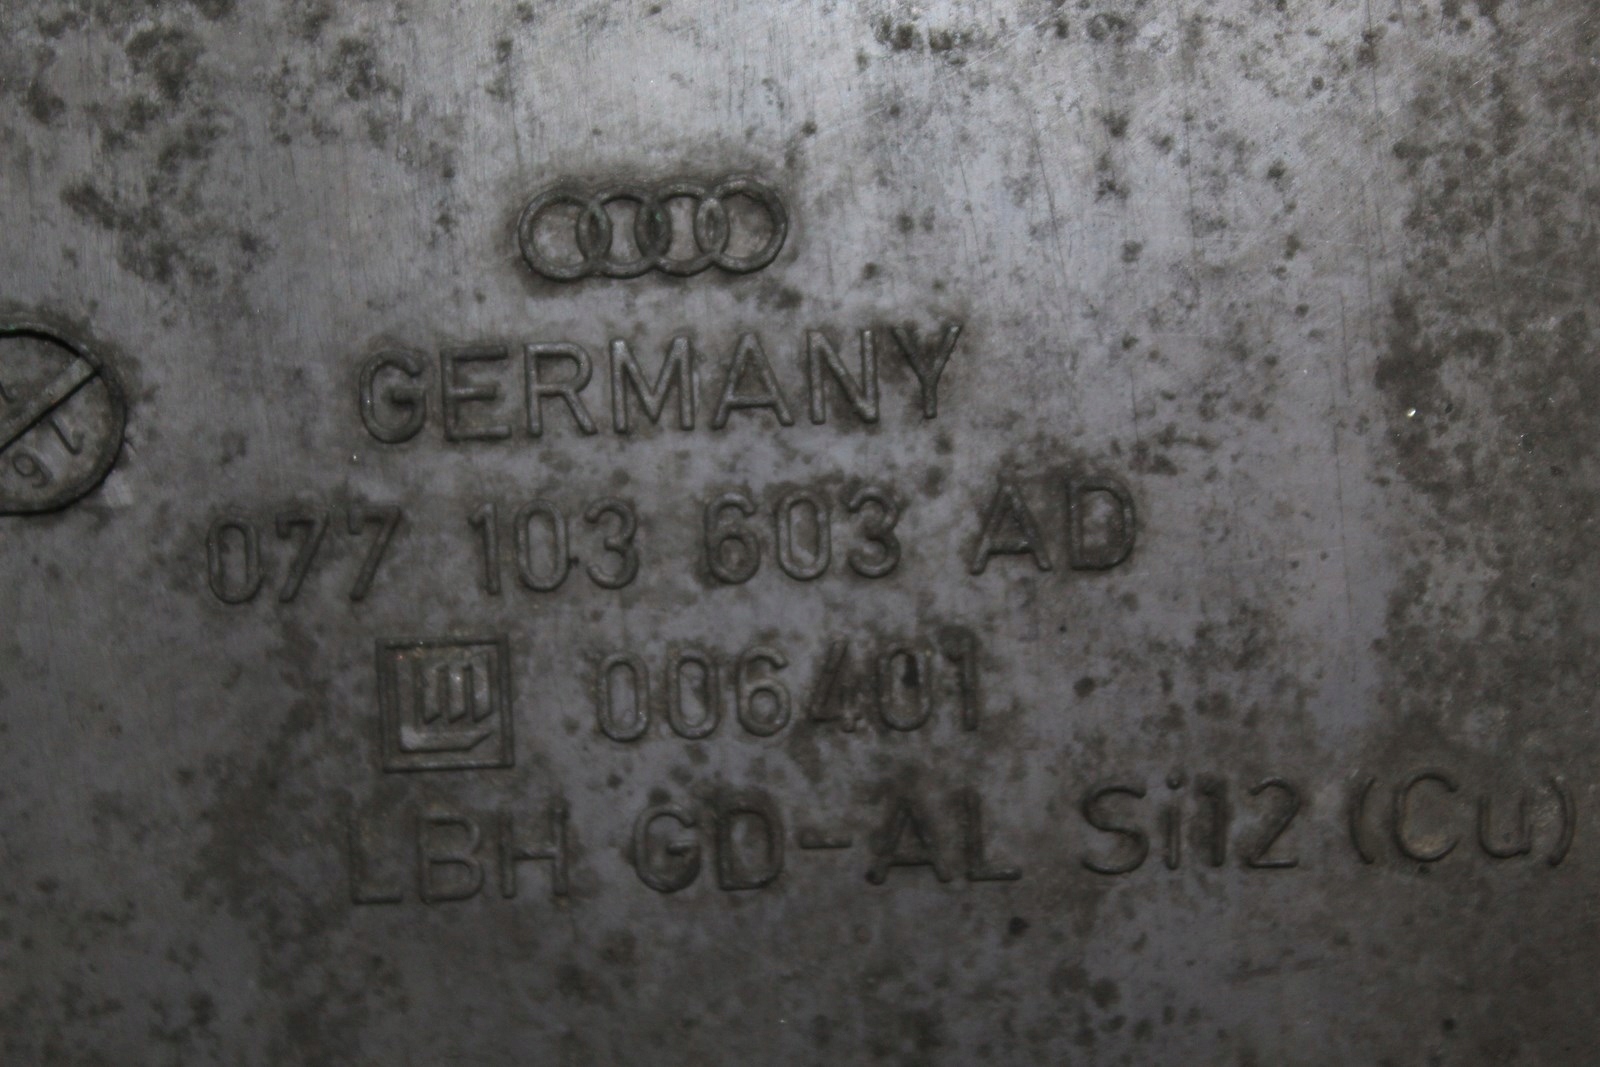 GERMANY
077 103 603 AD
006401
LBH GD-AL Si12 (Cu)